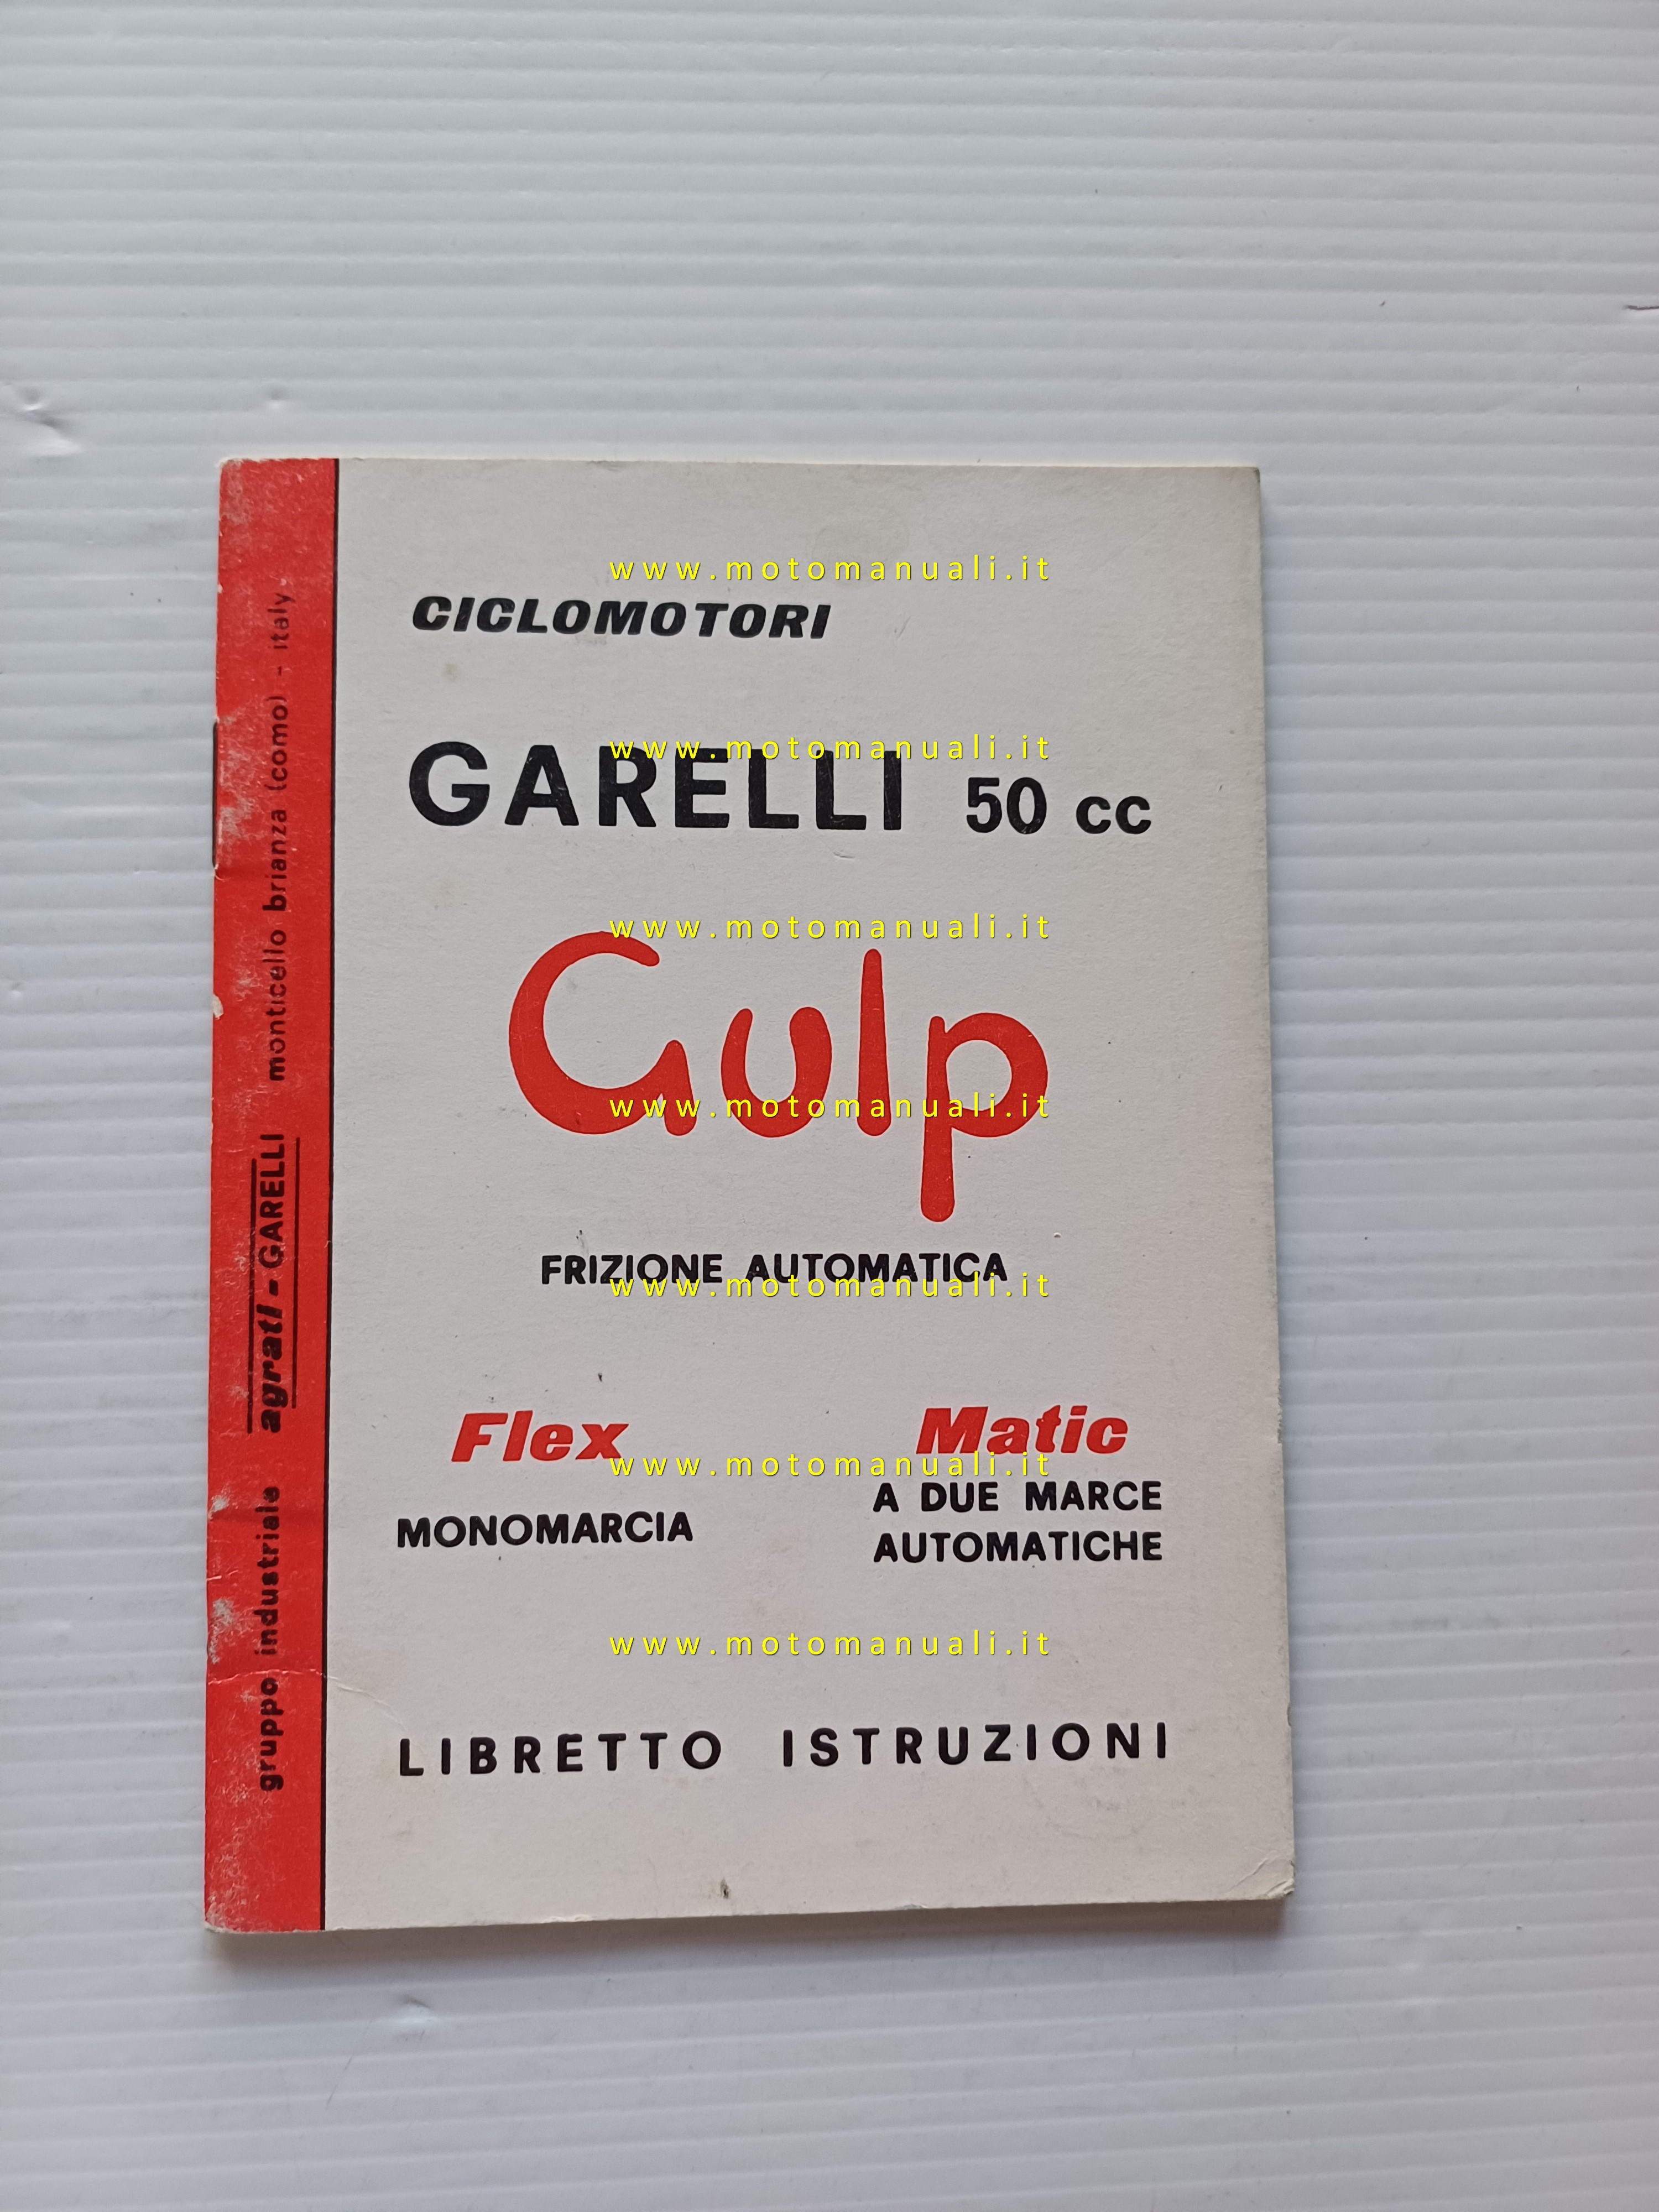 www.motomanuali.it
CICLOMOTORI
www.motomanuali.it
GARELLI 50 cc
www.motomanuali.it
Gulp
www.motomanuali.it
FRIZIONE AUTOMATICA
www.motomanuali.it
Flex
Matic
www.motomanuali.it
MONOMARCIA
A DUE MARCE
AUTOMATICHE
www.motomanuali.it
LIBRETTO ISTRUZIONI
gruppo industriale agrati-GARELLI monticello brianza (como) - italy